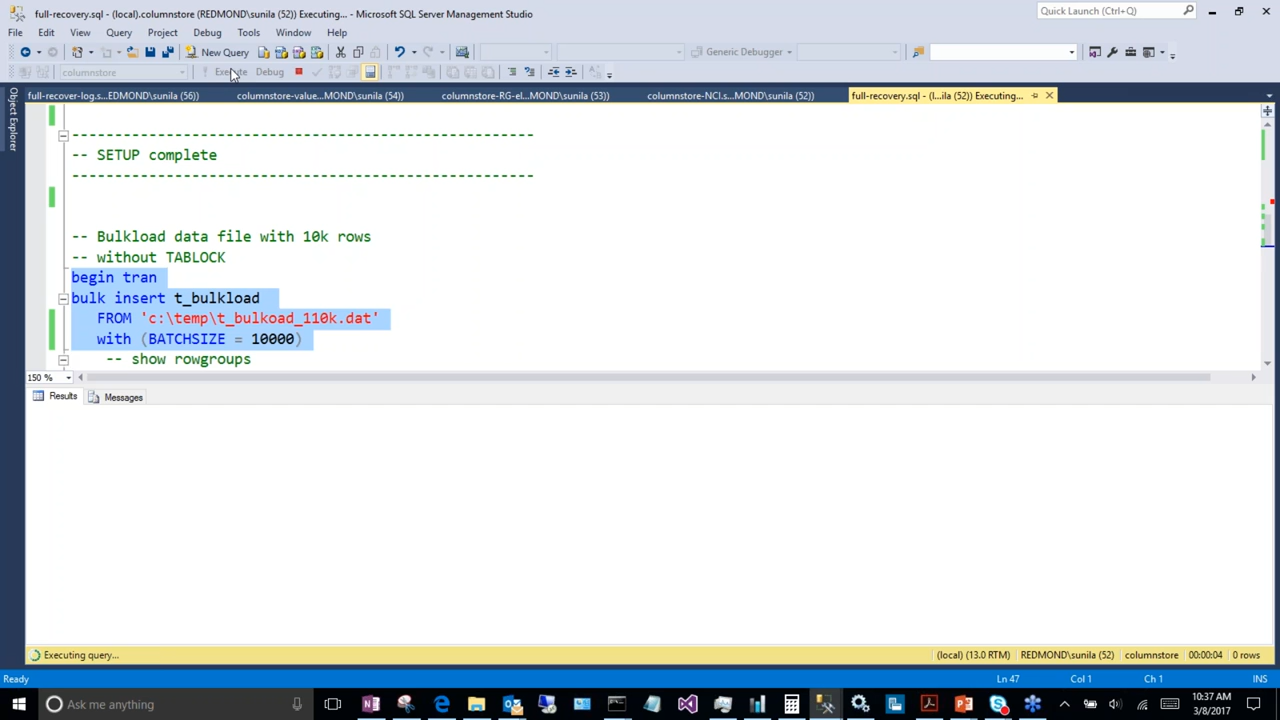 full-recovery.sql - (local).columnstore (REDMOND\sunila (52)) Executing... - Microsoft SQL Server Management Studio
Quick Launch (Ctrl+Q)
File Edit View Query Project Debug Tools Window Help
New Query
Generic Debugger
columnstore
Execute
Debug
full-recover-log.s...EDMOND\sunila (56))
columnstore-value...MOND\sunila (54))
columnstore-RG-el...MOND\sunila (53))
columnstore-NCI.s...MOND\sunila (52))
full-recovery.sql - (l...ila (52)) Executing...
Object Explorer
------------------------------------------------------
-- SETUP complete
------------------------------------------------------
-- Bulkload data file with 10k rows
-- without TABLOCK
begin tran
bulk insert t_bulkload
FROM 'c:\temp\t_bulkoad_110k.dat'
with (BATCHSIZE = 10000)
-- show rowgroups
150 %
Results
Messages
Executing query...
(local) (13.0 RTM)
REDMOND\sunila (52)
columnstore
00:00:04
0 rows
Ready
Ln 47
Col 1
Ch 1
INS
Ask me anything
10:37 AM
3/8/2017